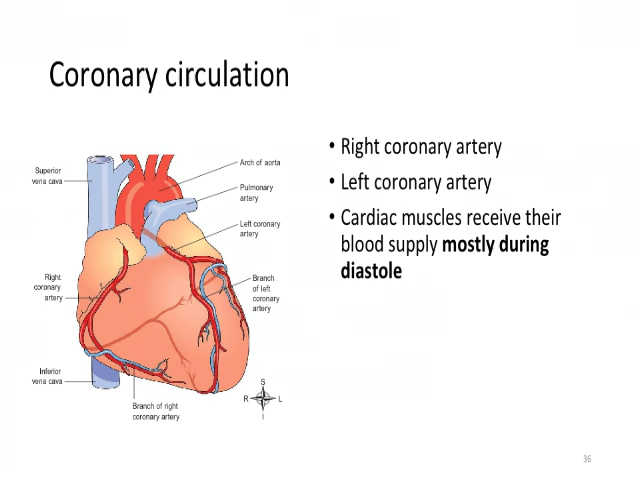 Coronary circulation
Superior
vena cava
Arch of aorta
Pulmonary
artery
Left coronary
artery
Right
coronary
artery
Branch
of left
coronary
artery
Inferior
vena cava
Branch of right
coronary artery
S
R
L
I
• Right coronary artery
• Left coronary artery
• Cardiac muscles receive their
blood supply mostly during
diastole
36